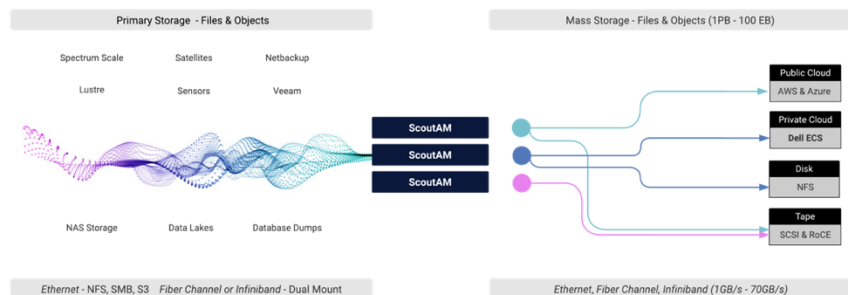 Primary Storage - Files & Objects
Mass Storage - Files & Objects (1PB - 100 EB)
Spectrum Scale
Satellites
Netbackup
Lustre
Sensors
Veeam
ScoutAM
ScoutAM
ScoutAM
Public Cloud
AWS & Azure
Private Cloud
Dell ECS
Disk
NFS
Tape
SCSI & RoCE
NAS Storage
Data Lakes
Database Dumps
Ethernet - NFS, SMB, S3 Fiber Channel or Infiniband - Dual Mount
Ethernet, Fiber Channel, Infiniband (1GB/s - 70GB/s)